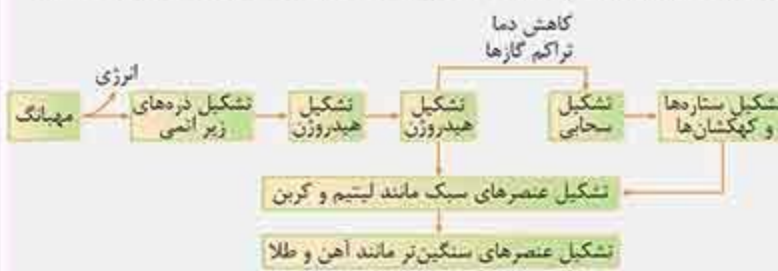 کاهش دما
تراکم گازها
انرژی
مهبانگ
تشکیل ذره‌های
زیر اتمی
تشکیل
هیدروژن
تشکیل
هیدروژن
تشکیل
سحابی
شکیل ستاره‌ها
و کهکشان‌ها
تشکیل عنصرهای سبک مانند لیتیم و کربن
تشکیل عنصرهای سنگین‌تر مانند آهن و طلا